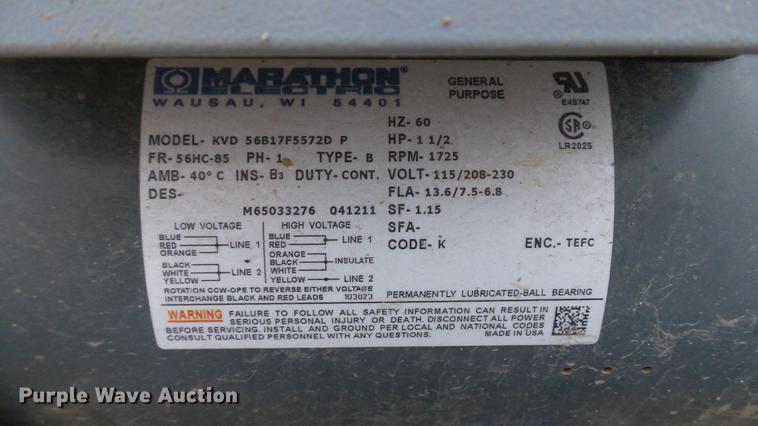 MARATHON®
ELECTRIC
WAUSAU, WI 54401
GENERAL
PURPOSE
E49747
LR2025
HZ- 60
MODEL- KVD 56B17F5572D P
HP- 1 1/2
FR- 56HC-85 PH- 1 TYPE- B
RPM- 1725
AMB- 40° C INS- B3 DUTY- CONT.
VOLT- 115/208-230
DES-
FLA- 13.6/7.5-6.8
M65033276 041211
SF- 1.15
SFA-
CODE- K
ENC.- TEFC
LOW VOLTAGE
BLUE
RED
ORANGE
LINE 1
BLACK
WHITE
YELLOW
LINE 2
HIGH VOLTAGE
BLUE
RED
LINE 1
ORANGE
BLACK
WHITE
INSULATE
YELLOW
LINE 2
ROTATION CCW-OPE TO REVERSE EITHER VOLTAGE
INTERCHANGE BLACK AND RED LEADS 103023
PERMANENTLY LUBRICATED-BALL BEARING
WARNING FAILURE TO FOLLOW ALL SAFETY INFORMATION CAN RESULT IN
SERIOUS PERSONAL INJURY OR DEATH. DISCONNECT ALL POWER
BEFORE SERVICING. INSTALL AND GROUND PER LOCAL AND NATIONAL CODES
CONSULT QUALIFIED PERSONNEL WITH ANY QUESTIONS.
MADE IN USA
Purple Wave Auction